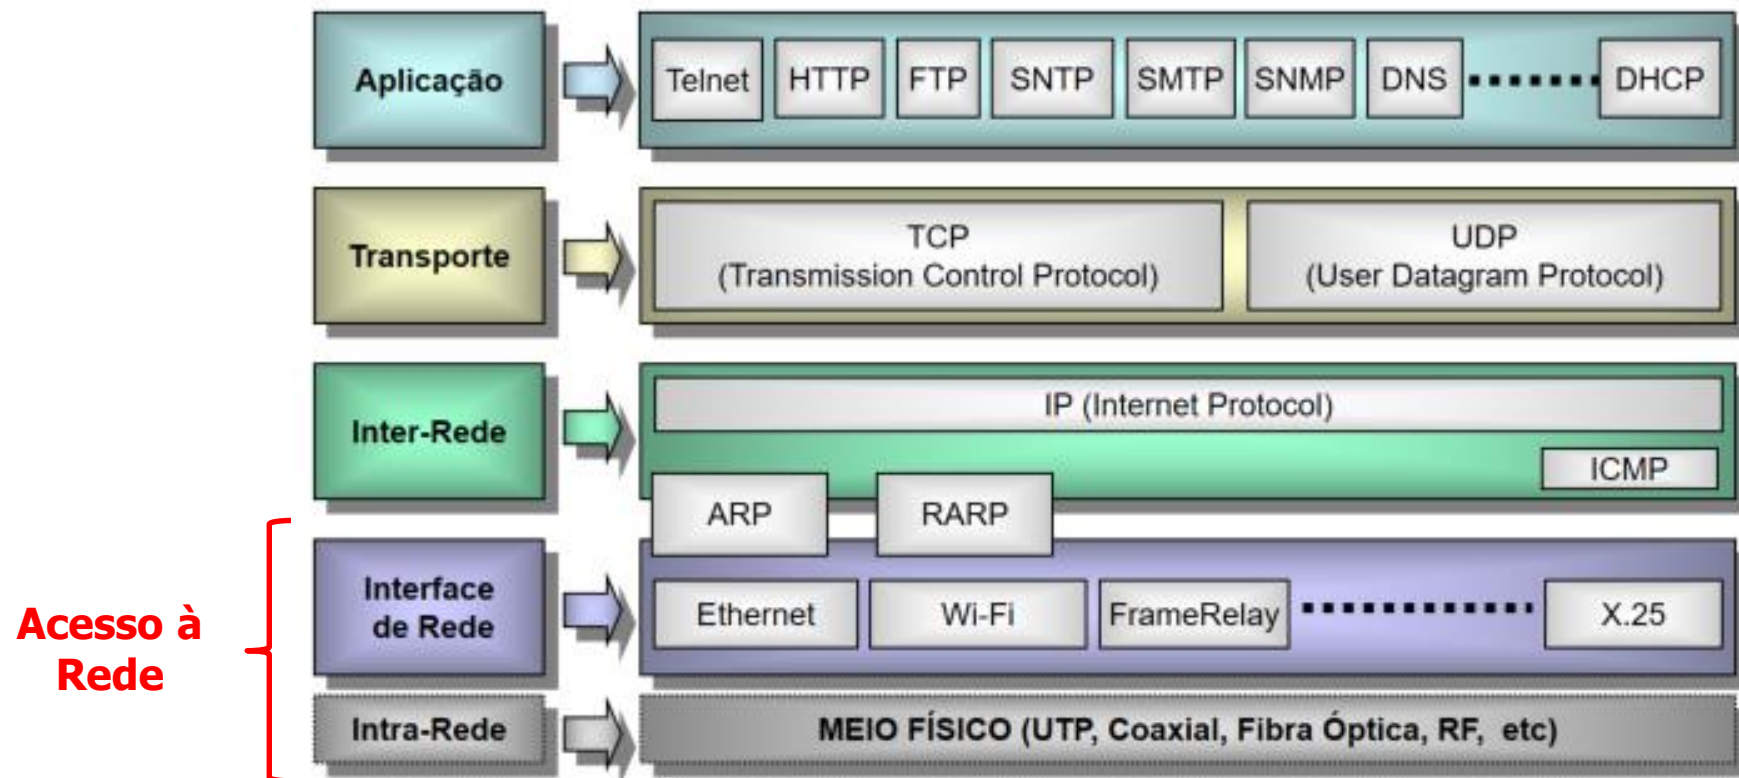 Aplicação
Telnet HTTP FTP SNTP SMTP SNMP DNS DHCP
Transporte
TCP
(Transmission Control Protocol)
UDP
(User Datagram Protocol)
Inter-Rede
IP (Internet Protocol)
ICMP
ARP RARP
Acesso à
Rede
Interface
de Rede
Ethernet Wi-Fi FrameRelay X.25
Intra-Rede
MEIO FÍSICO (UTP, Coaxial, Fibra Óptica, RF, etc)